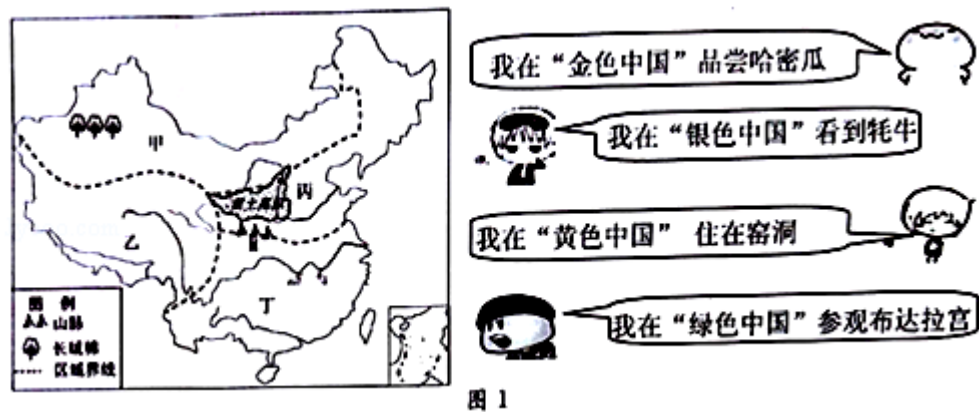 我在“金色中国”品尝哈密瓜
我在“银色中国”看到牦牛
我在“黄色中国” 住在窑洞
我在“绿色中国”参观布达拉宫
甲
乙
丙
丁
黄土高原
图 例
山脉
长绒棉
区域界线
图 1